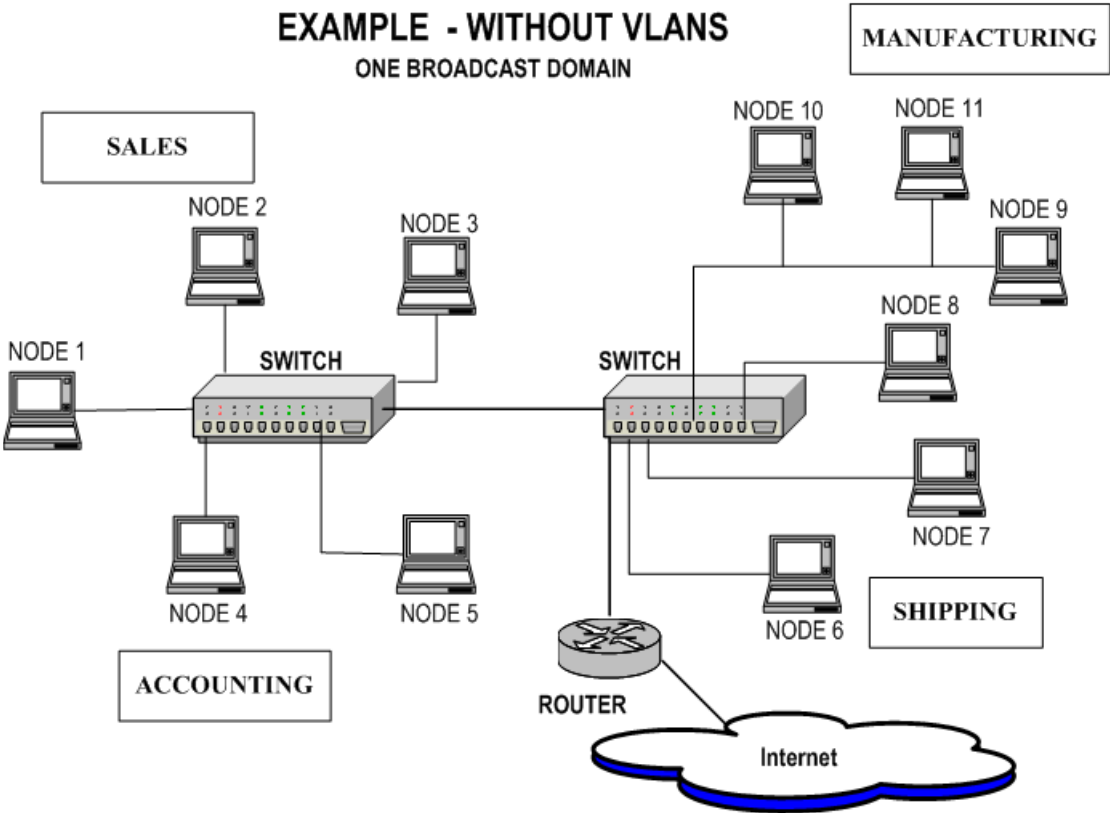 EXAMPLE - WITHOUT VLANS
ONE BROADCAST DOMAIN
MANUFACTURING
SALES
NODE 10
NODE 11
NODE 2
NODE 3
NODE 9
NODE 8
NODE 1
SWITCH
SWITCH
NODE 7
NODE 4
NODE 5
NODE 6
SHIPPING
ACCOUNTING
ROUTER
Internet